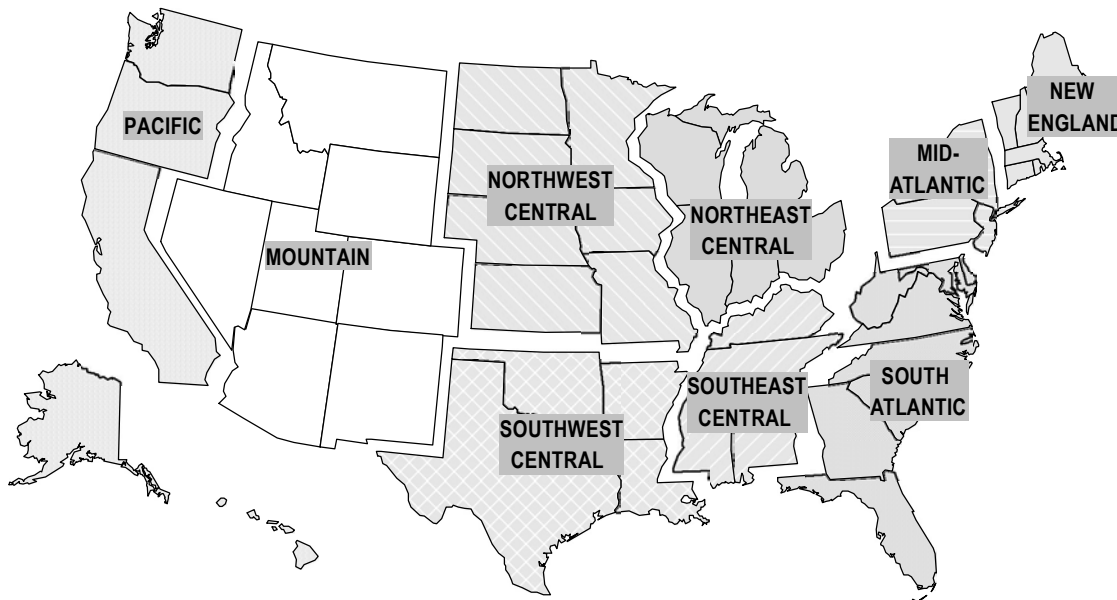 PACIFIC
MOUNTAIN
NORTHWEST
CENTRAL
SOUTHWEST
CENTRAL
NORTHEAST
CENTRAL
SOUTHEAST
CENTRAL
SOUTH
ATLANTIC
MID-
ATLANTIC
NEW
ENGLAND